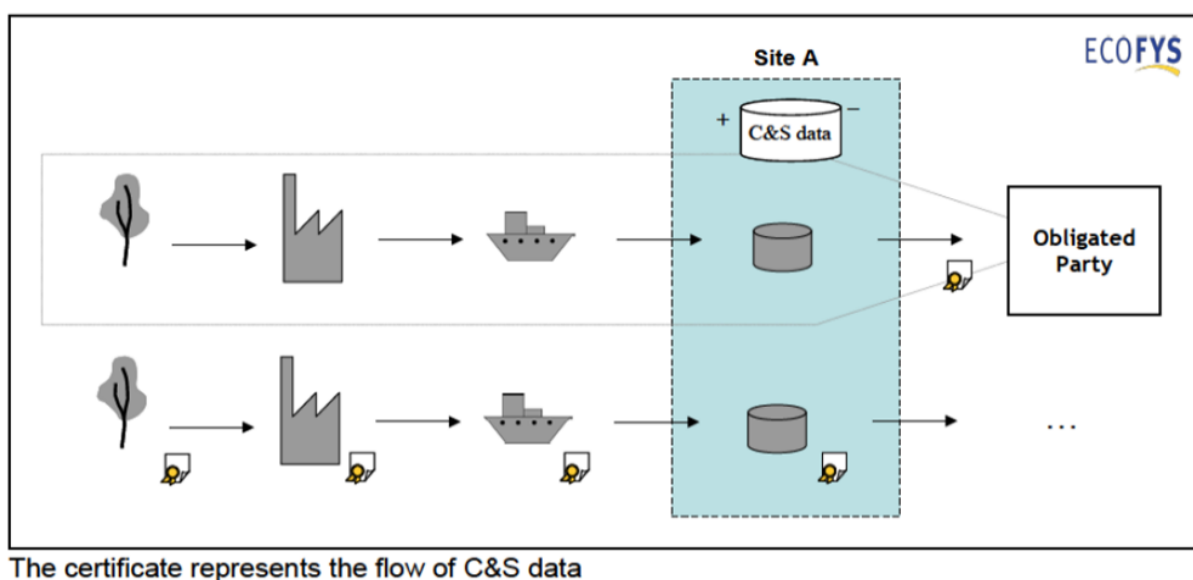 ECOFYS
Site A
+
−
C&S data
Obligated
Party
...
The certificate represents the flow of C&S data